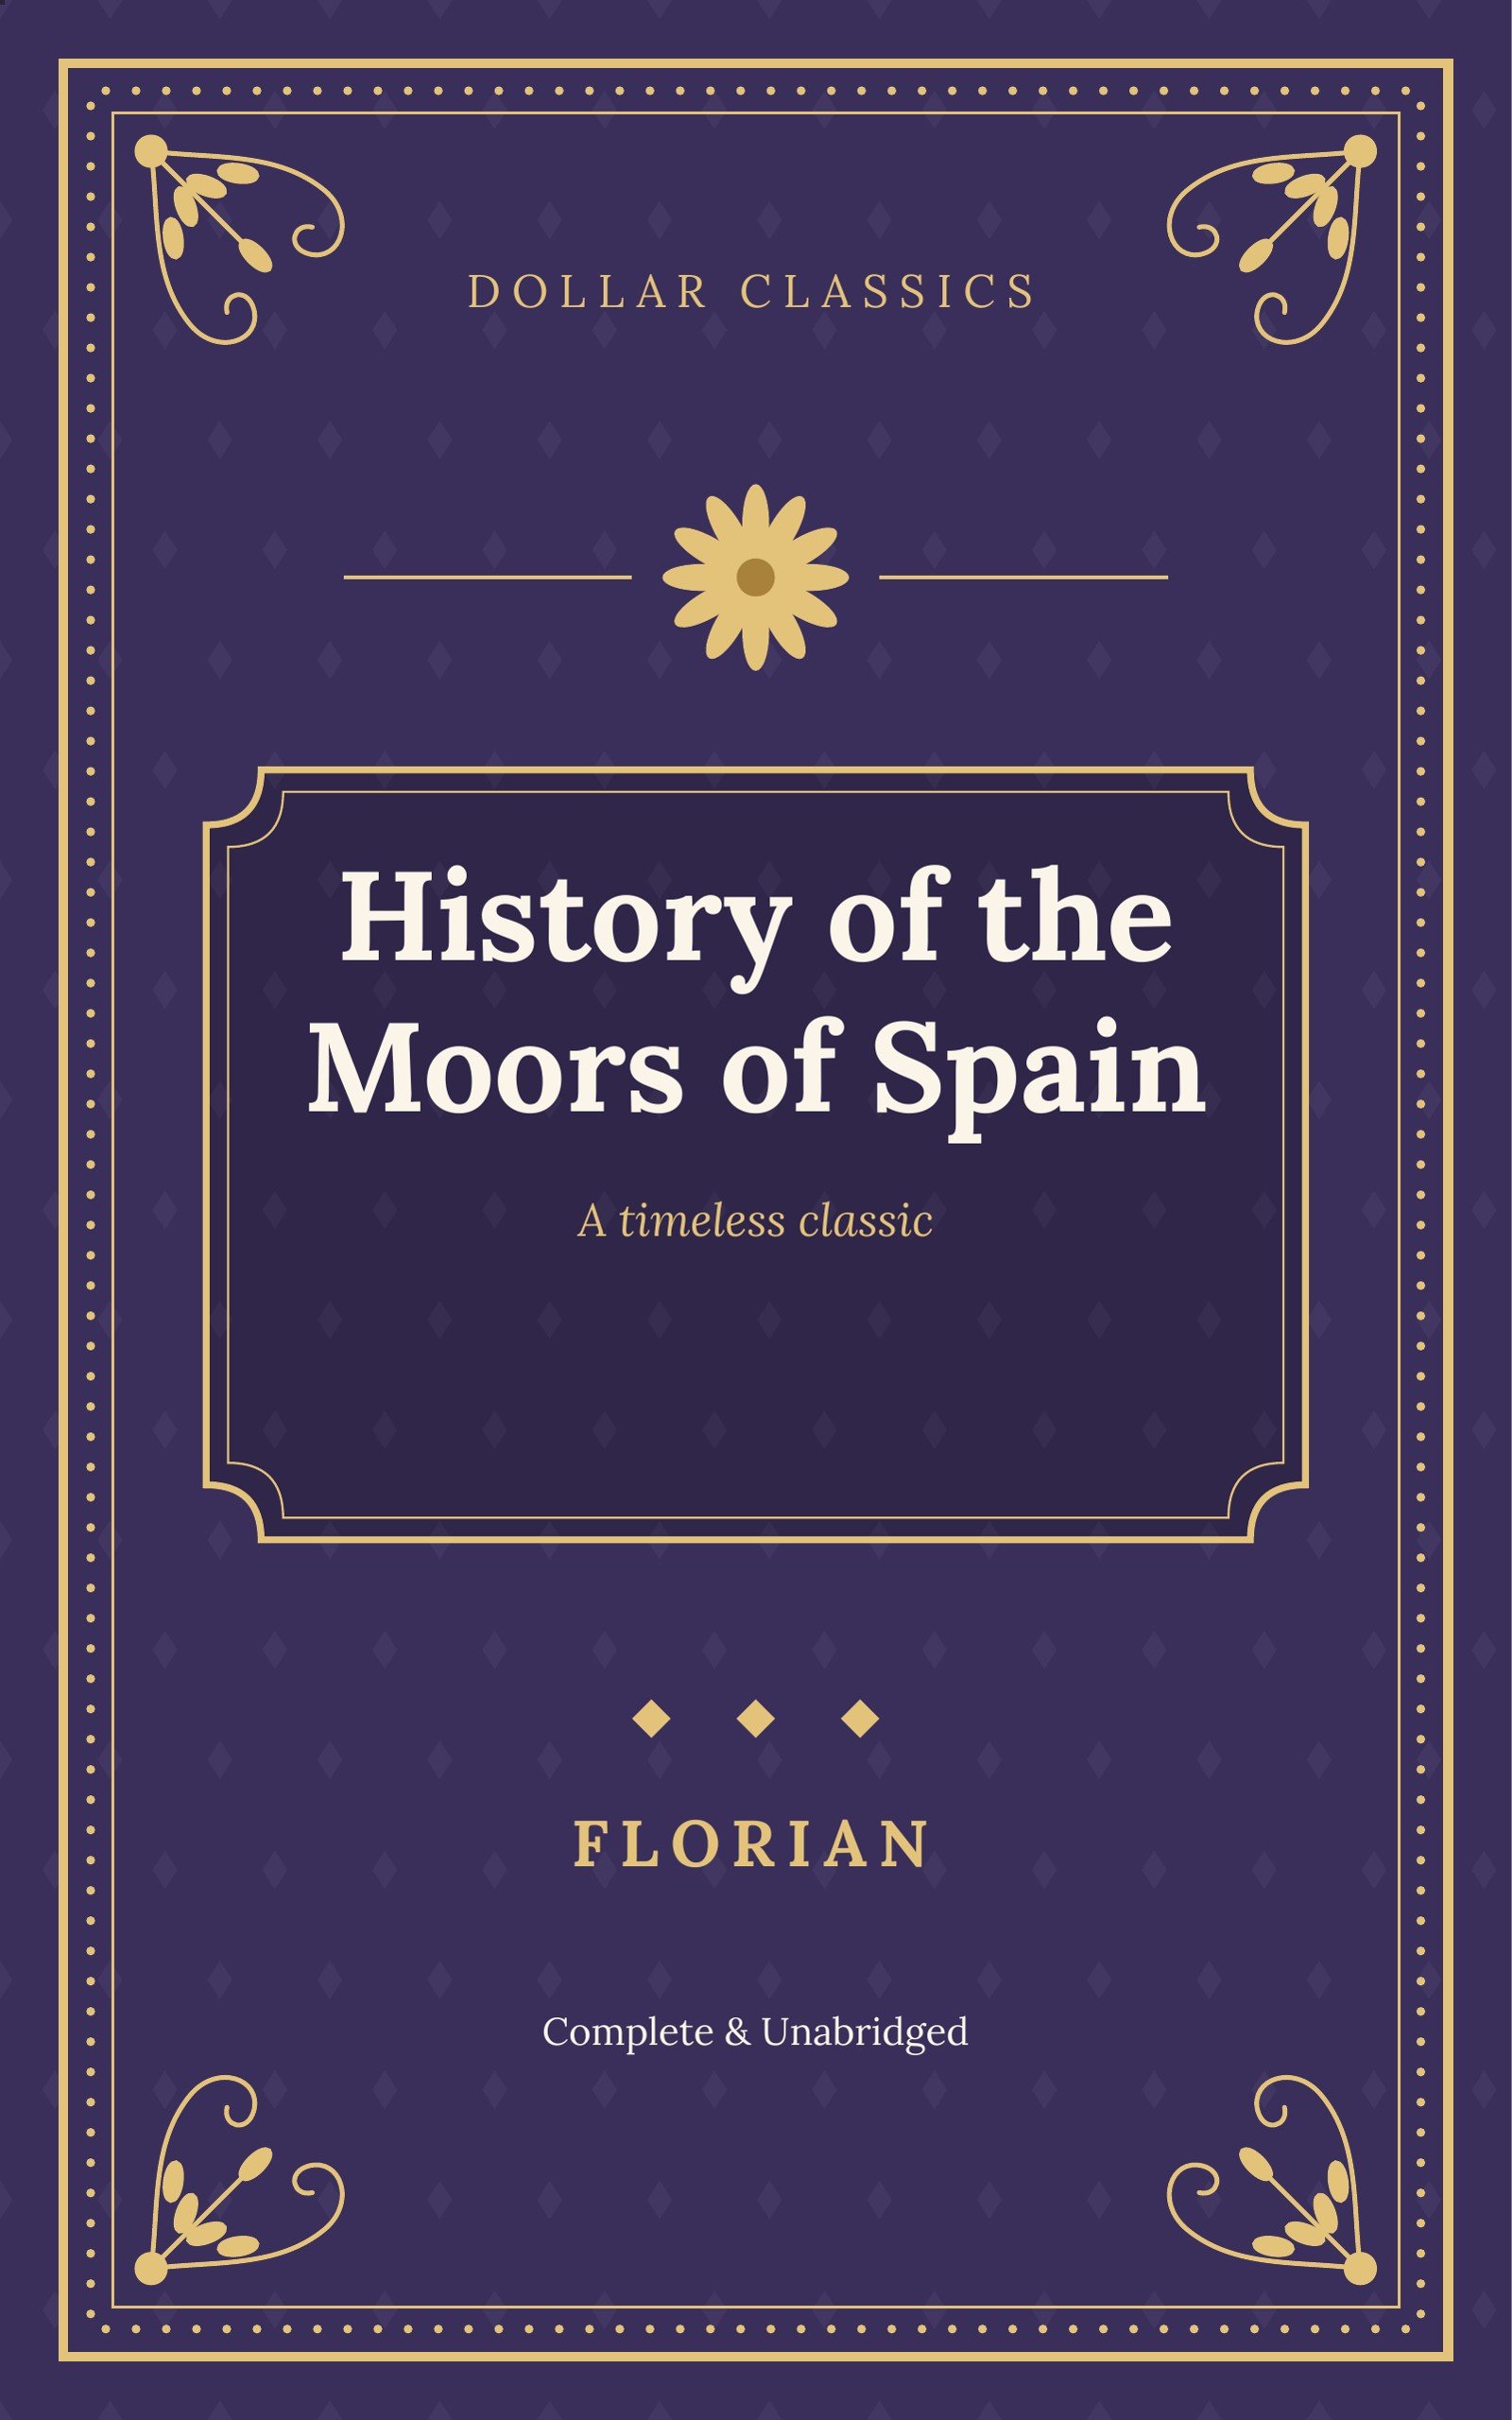 DOLLAR CLASSICS
History of the
Moors of Spain
A timeless classic
FLORIAN
Complete & Unabridged